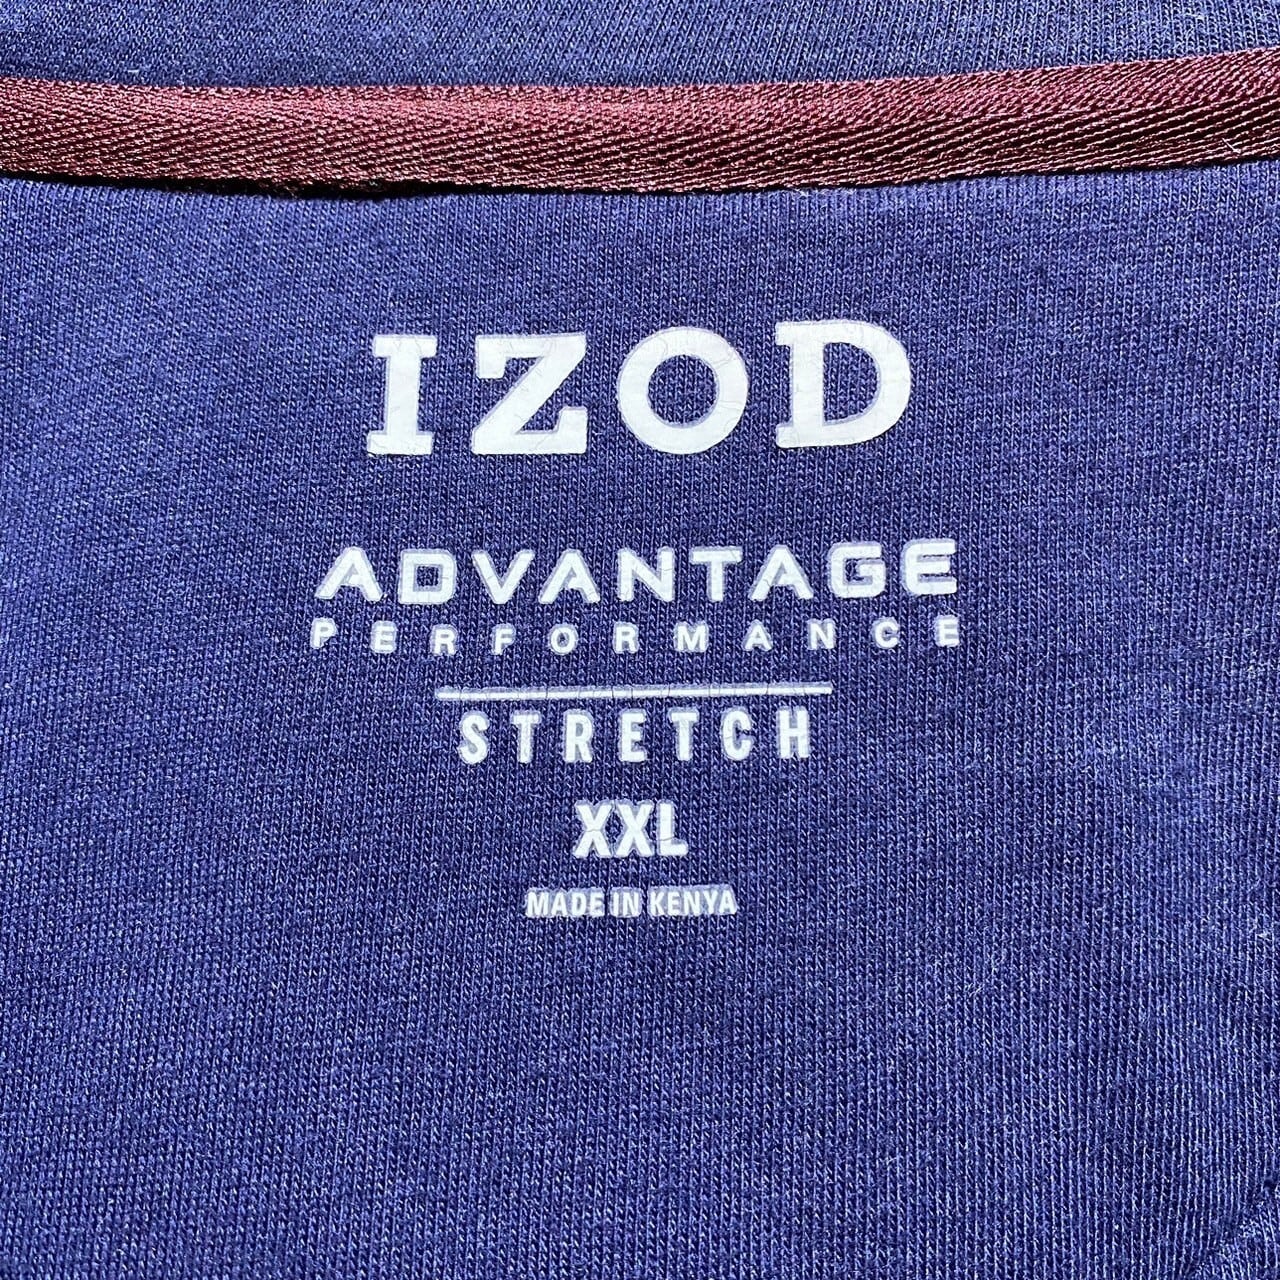 IZOD
ADVANTAGE
PERFORMANCE
STRETCH
XXL
MADE IN KENYA